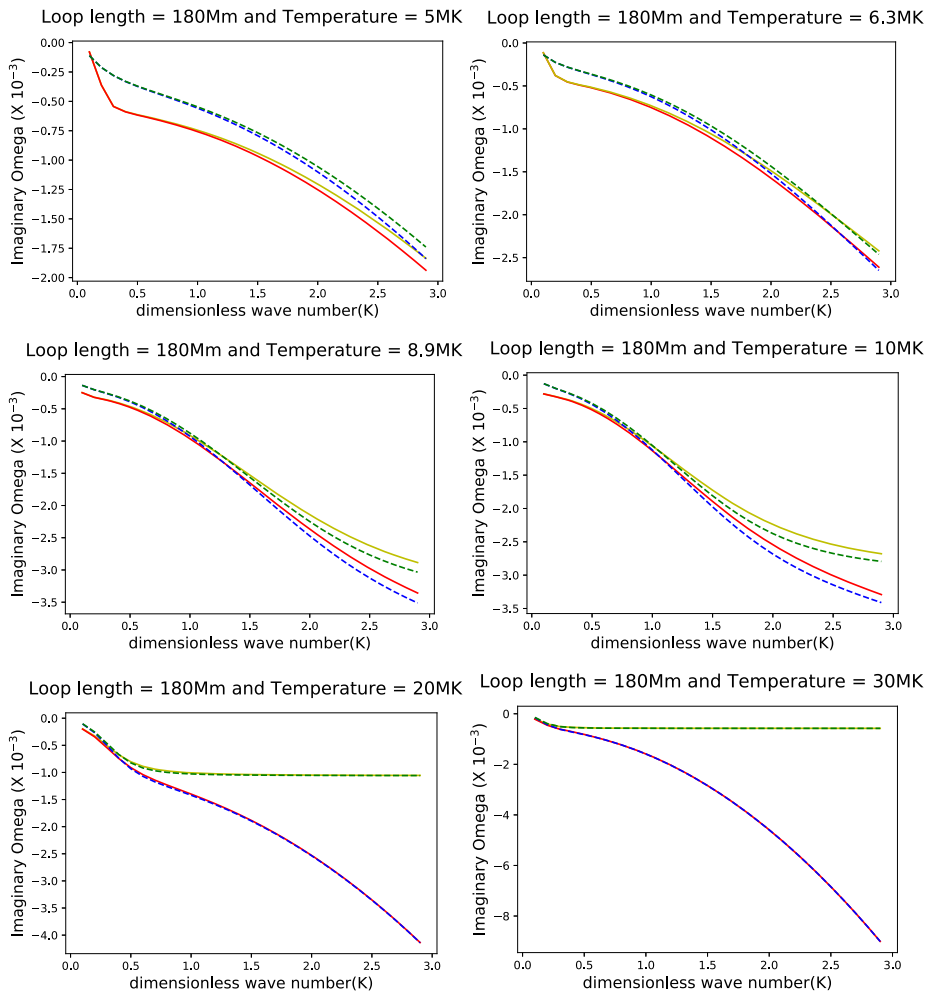 Loop length = 180Mm and Temperature = 5MK
0.00
−0.25
−0.50
−0.75
−1.00
−1.25
−1.50
−1.75
−2.00
Imaginary Omega (X 10⁻³)
0.0 0.5 1.0 1.5 2.0 2.5 3.0
dimensionless wave number(K)
Loop length = 180Mm and Temperature = 6.3MK
0.0
−0.5
−1.0
−1.5
−2.0
−2.5
Imaginary Omega (X 10⁻³)
0.0 0.5 1.0 1.5 2.0 2.5 3.0
dimensionless wave number(K)
Loop length = 180Mm and Temperature = 8.9MK
0.0
−0.5
−1.0
−1.5
−2.0
−2.5
−3.0
−3.5
Imaginary Omega (X 10⁻³)
0.0 0.5 1.0 1.5 2.0 2.5 3.0
dimensionless wave number(K)
Loop length = 180Mm and Temperature = 10MK
0.0
−0.5
−1.0
−1.5
−2.0
−2.5
−3.0
−3.5
Imaginary Omega (X 10⁻³)
0.0 0.5 1.0 1.5 2.0 2.5 3.0
dimensionless wave number(K)
Loop length = 180Mm and Temperature = 20MK
0.0
−0.5
−1.0
−1.5
−2.0
−2.5
−3.0
−3.5
−4.0
Imaginary Omega (X 10⁻³)
0.0 0.5 1.0 1.5 2.0 2.5 3.0
dimensionless wave number(K)
Loop length = 180Mm and Temperature = 30MK
0
−2
−4
−6
−8
Imaginary Omega (X 10⁻³)
0.0 0.5 1.0 1.5 2.0 2.5 3.0
dimensionless wave number(K)